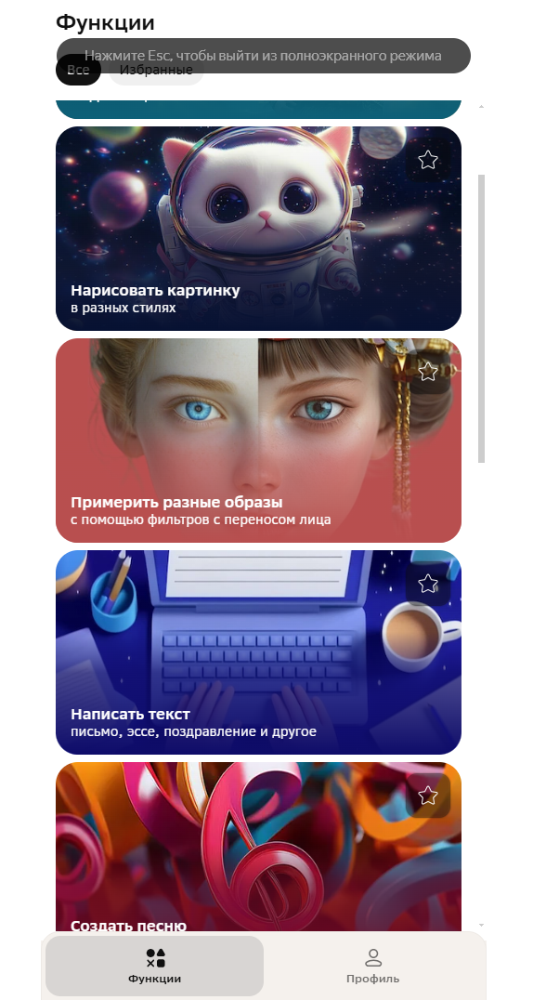 Функции
Нажмите Esc, чтобы выйти из полноэкранного режима
Все
Избранные
Нарисовать картинку
в разных стилях
Примерить разные образы
с помощью фильтров с переносом лица
Написать текст
письмо, эссе, поздравление и другое
Создать песню
Функции
Профиль